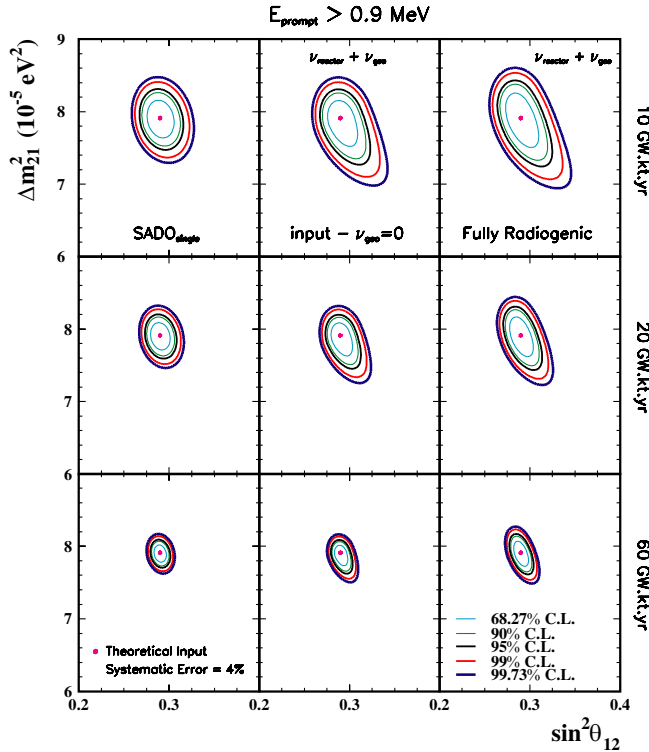 E_prompt > 0.9 MeV
Δm²₂₁ (10⁻⁵ eV²)
9
8
7
6
ν_reactor + ν_geo
ν_reactor + ν_geo
SADO_single
input − ν_geo=0
Fully Radiogenic
10 GW.kt.yr
8
7
6
20 GW.kt.yr
8
7
6
60 GW.kt.yr
Theoretical Input
Systematic Error = 4%
68.27% C.L.
90% C.L.
95% C.L.
99% C.L.
99.73% C.L.
0.2 0.3 0.2 0.3 0.2 0.3 0.4
sin²θ₁₂